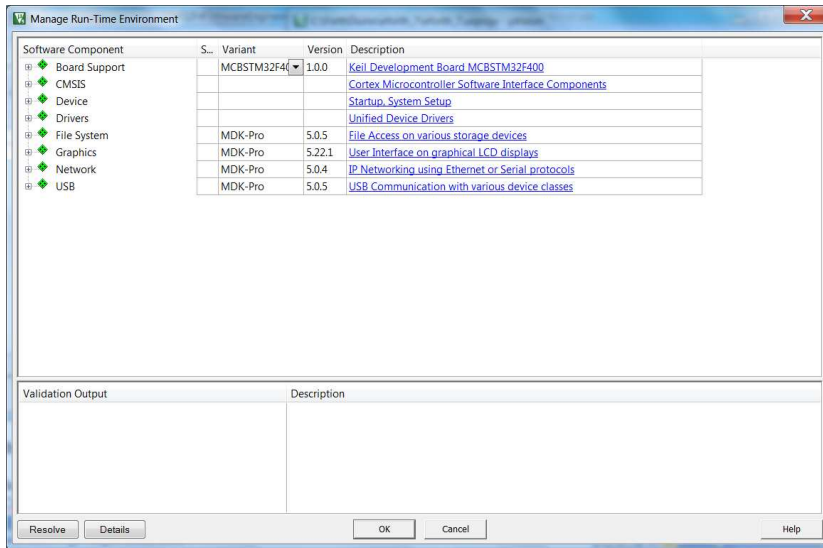 Manage Run-Time Environment
Software Component S... Variant Version Description
Board Support MCBSTM32F40 1.0.0 Keil Development Board MCBSTM32F400
CMSIS Cortex Microcontroller Software Interface Components
Device Startup, System Setup
Drivers Unified Device Drivers
File System MDK-Pro 5.0.5 File Access on various storage devices
Graphics MDK-Pro 5.22.1 User Interface on graphical LCD displays
Network MDK-Pro 5.0.4 IP Networking using Ethernet or Serial protocols
USB MDK-Pro 5.0.5 USB Communication with various device classes
Validation Output Description
Resolve Details OK Cancel Help